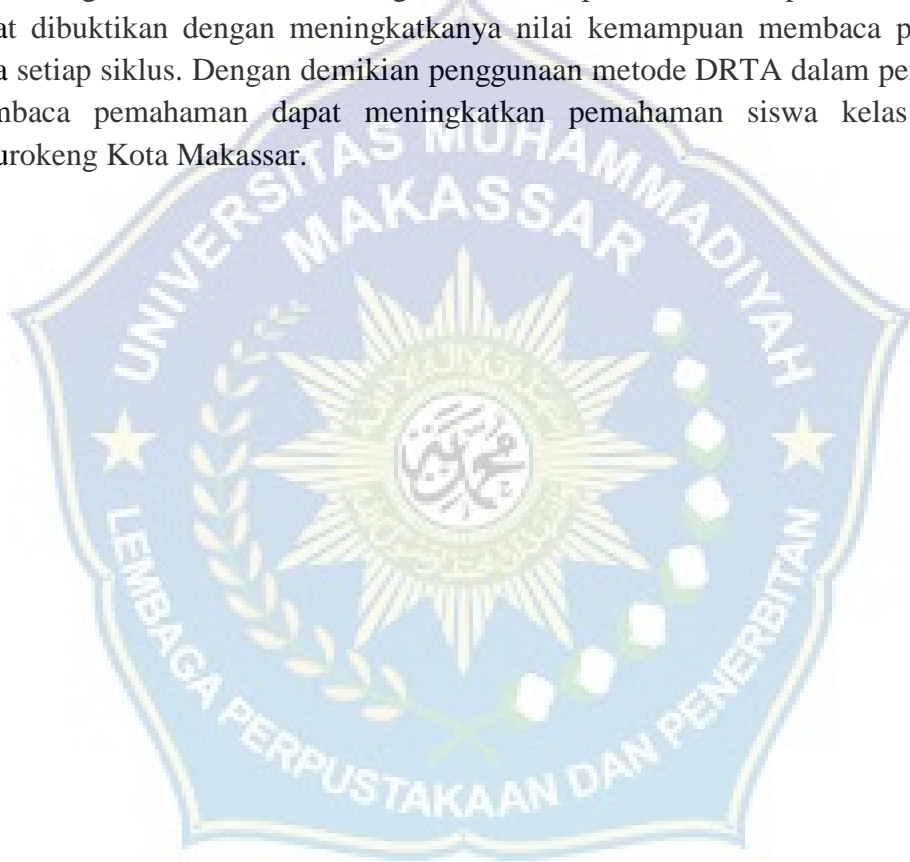 at dibuktikan dengan meningkatkanya nilai kemampuan membaca p
a setiap siklus. Dengan demikian penggunaan metode DRTA dalam per
mbaca pemahaman dapat meningkatkan pemahaman siswa kelas
urokeng Kota Makassar.
UNIVERSITAS MUHAMMADIYAH
MAKASSAR
LEMBAGA PERPUSTAKAAN DAN PENERBITAN